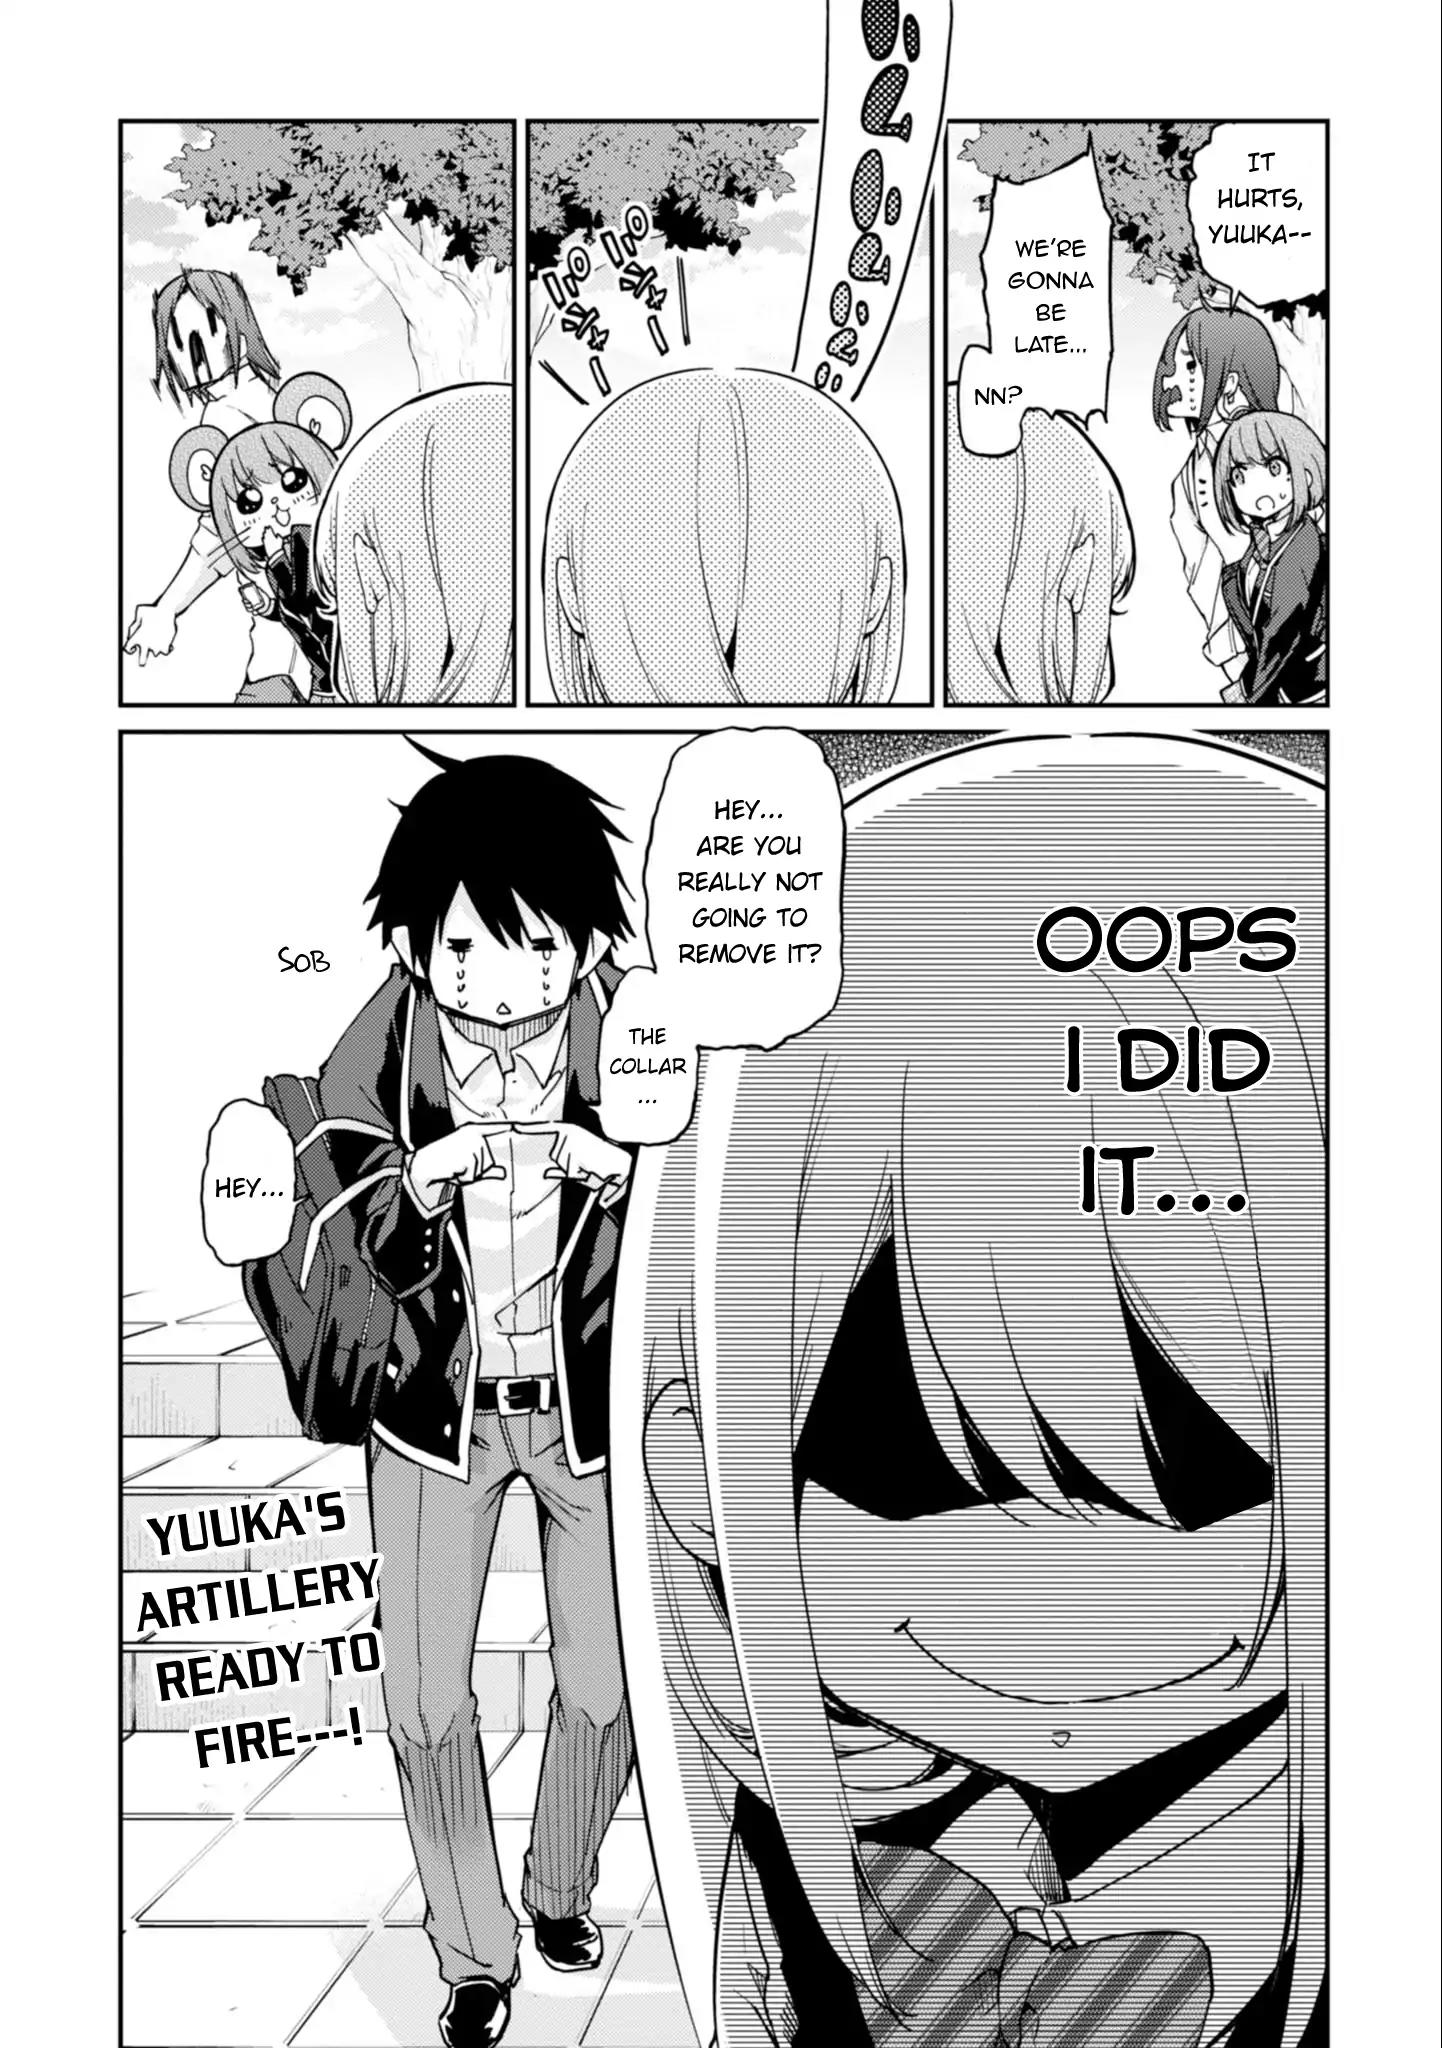 IT
HURTS,
YUUKA--
WE'RE
GONNA
BE
LATE...
NN?
OOPS
I DID
IT...
HEY...
ARE YOU
REALLY NOT
GOING TO
REMOVE IT?
THE
COLLAR
...
SOB
HEY...
YUUKA'S
ARTILLERY
READY TO
FIRE---!